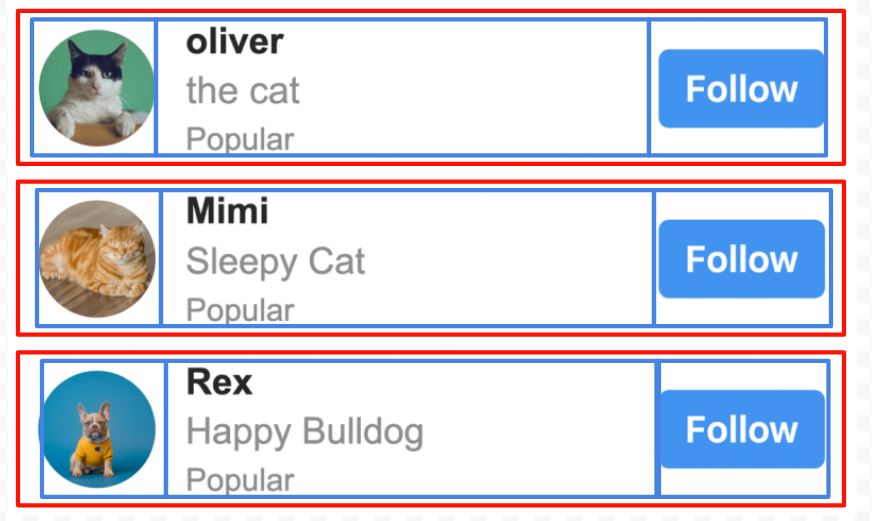 oliver
the cat
Popular
Follow
Mimi
Sleepy Cat
Popular
Follow
Rex
Happy Bulldog
Popular
Follow